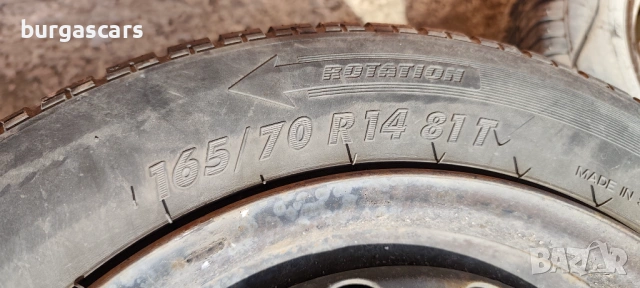 burgascars
ROTATION
165/70 R14 81T
MADE IN
BAZAR